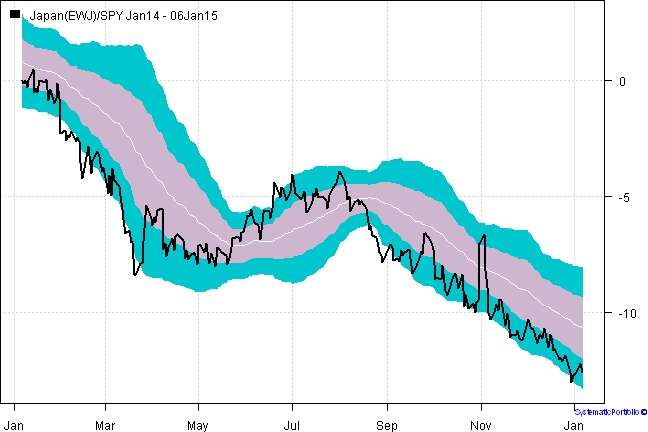 Japan(EWJ)/SPY Jan14 - 06Jan15
0
-5
-10
Jan Mar May Jul Sep Nov Jan
SystematicPortfolio ©